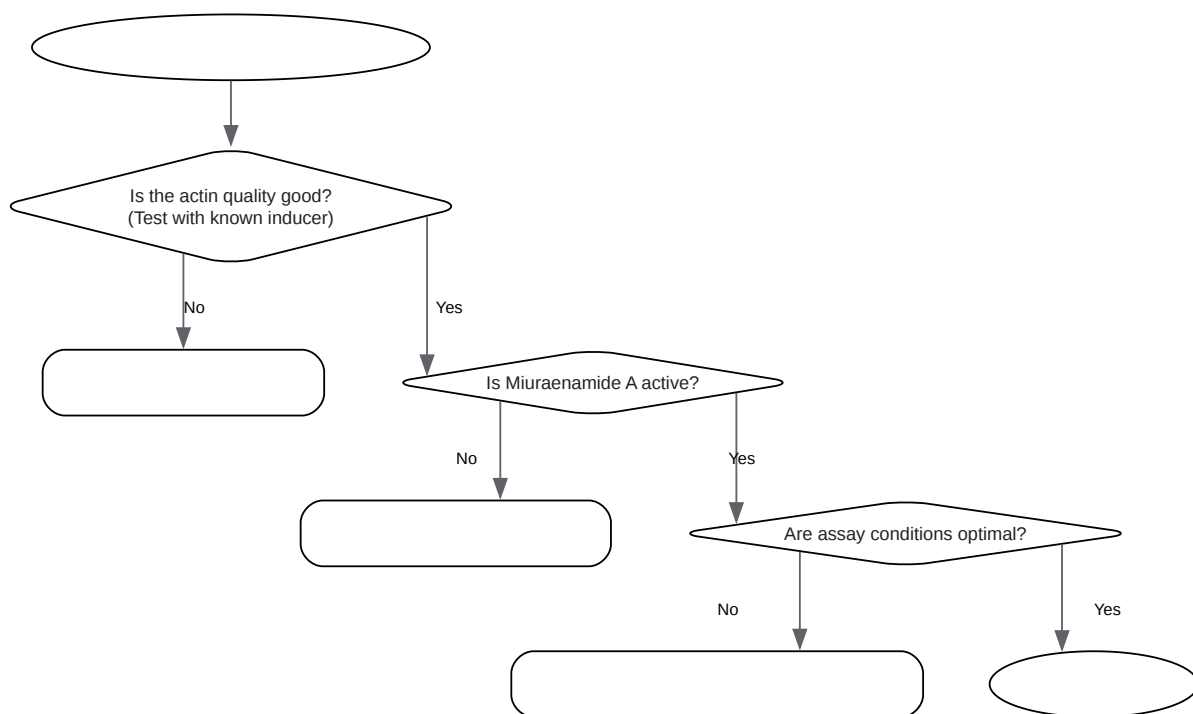 Is the actin quality good?
(Test with known inducer)
No
Yes
Is Miuraenamide A active?
No
Yes
Are assay conditions optimal?
No
Yes